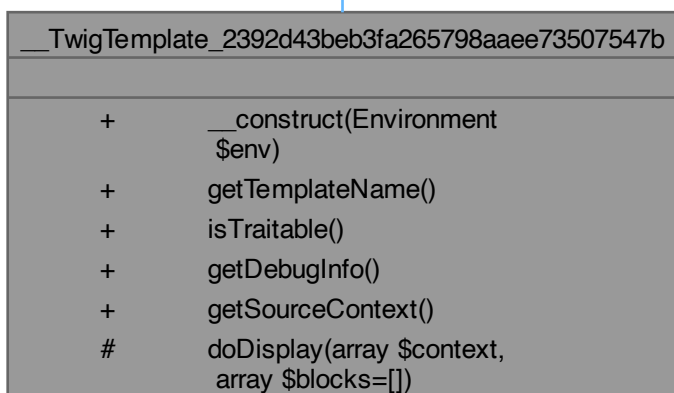 __TwigTemplate_2392d43beb3fa265798aaee73507547b
+ __construct(Environment
$env)
+ getTemplateName()
+ isTraitable()
+ getDebugInfo()
+ getSourceContext()
# doDisplay(array $context,
array $blocks=[])